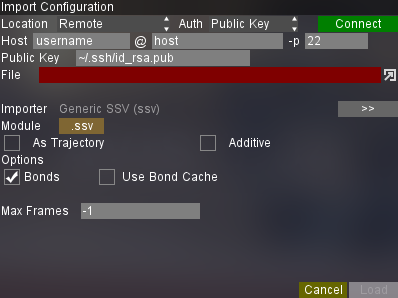 Import Configuration
Location Remote Auth Public Key Connect
Host username @ host -p 22
Public Key ~/.ssh/id_rsa.pub
File
Importer Generic SSV (ssv) >>
Module .ssv
As Trajectory Additive
Options
Bonds Use Bond Cache
Max Frames -1
Cancel Load